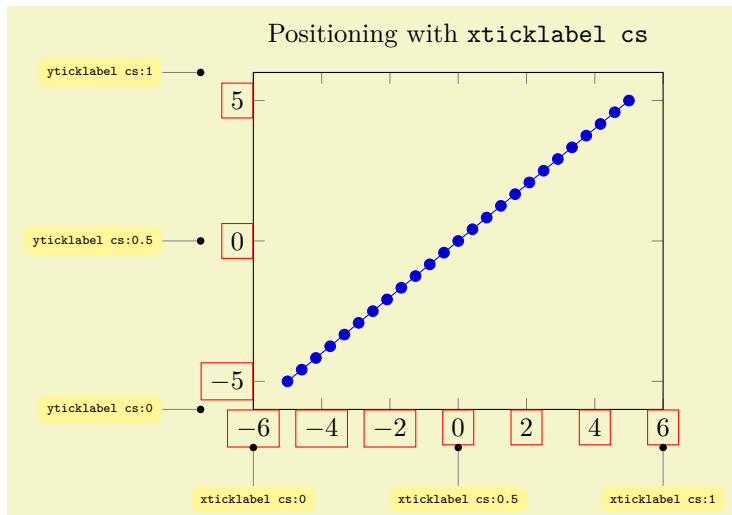 Positioning with xticklabel cs
yticklabel cs:1
5
yticklabel cs:0.5
0
−5
yticklabel cs:0
−6 −4 −2 0 2 4 6
xticklabel cs:0 xticklabel cs:0.5 xticklabel cs:1